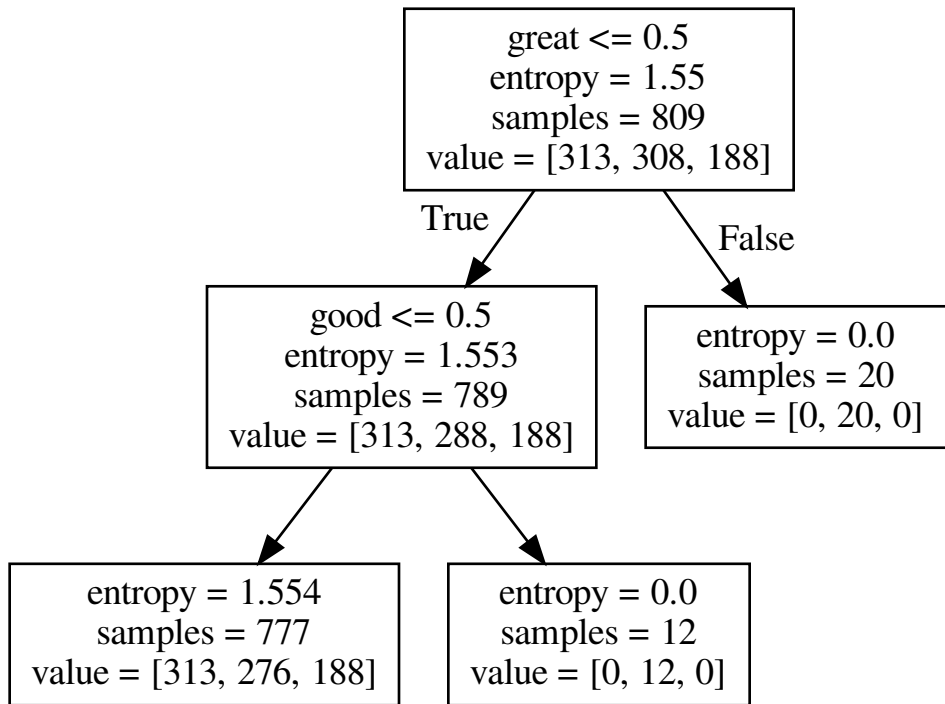 great <= 0.5
entropy = 1.55
samples = 809
value = [313, 308, 188]
True
False
good <= 0.5
entropy = 1.553
samples = 789
value = [313, 288, 188]
entropy = 0.0
samples = 20
value = [0, 20, 0]
entropy = 1.554
samples = 777
value = [313, 276, 188]
entropy = 0.0
samples = 12
value = [0, 12, 0]